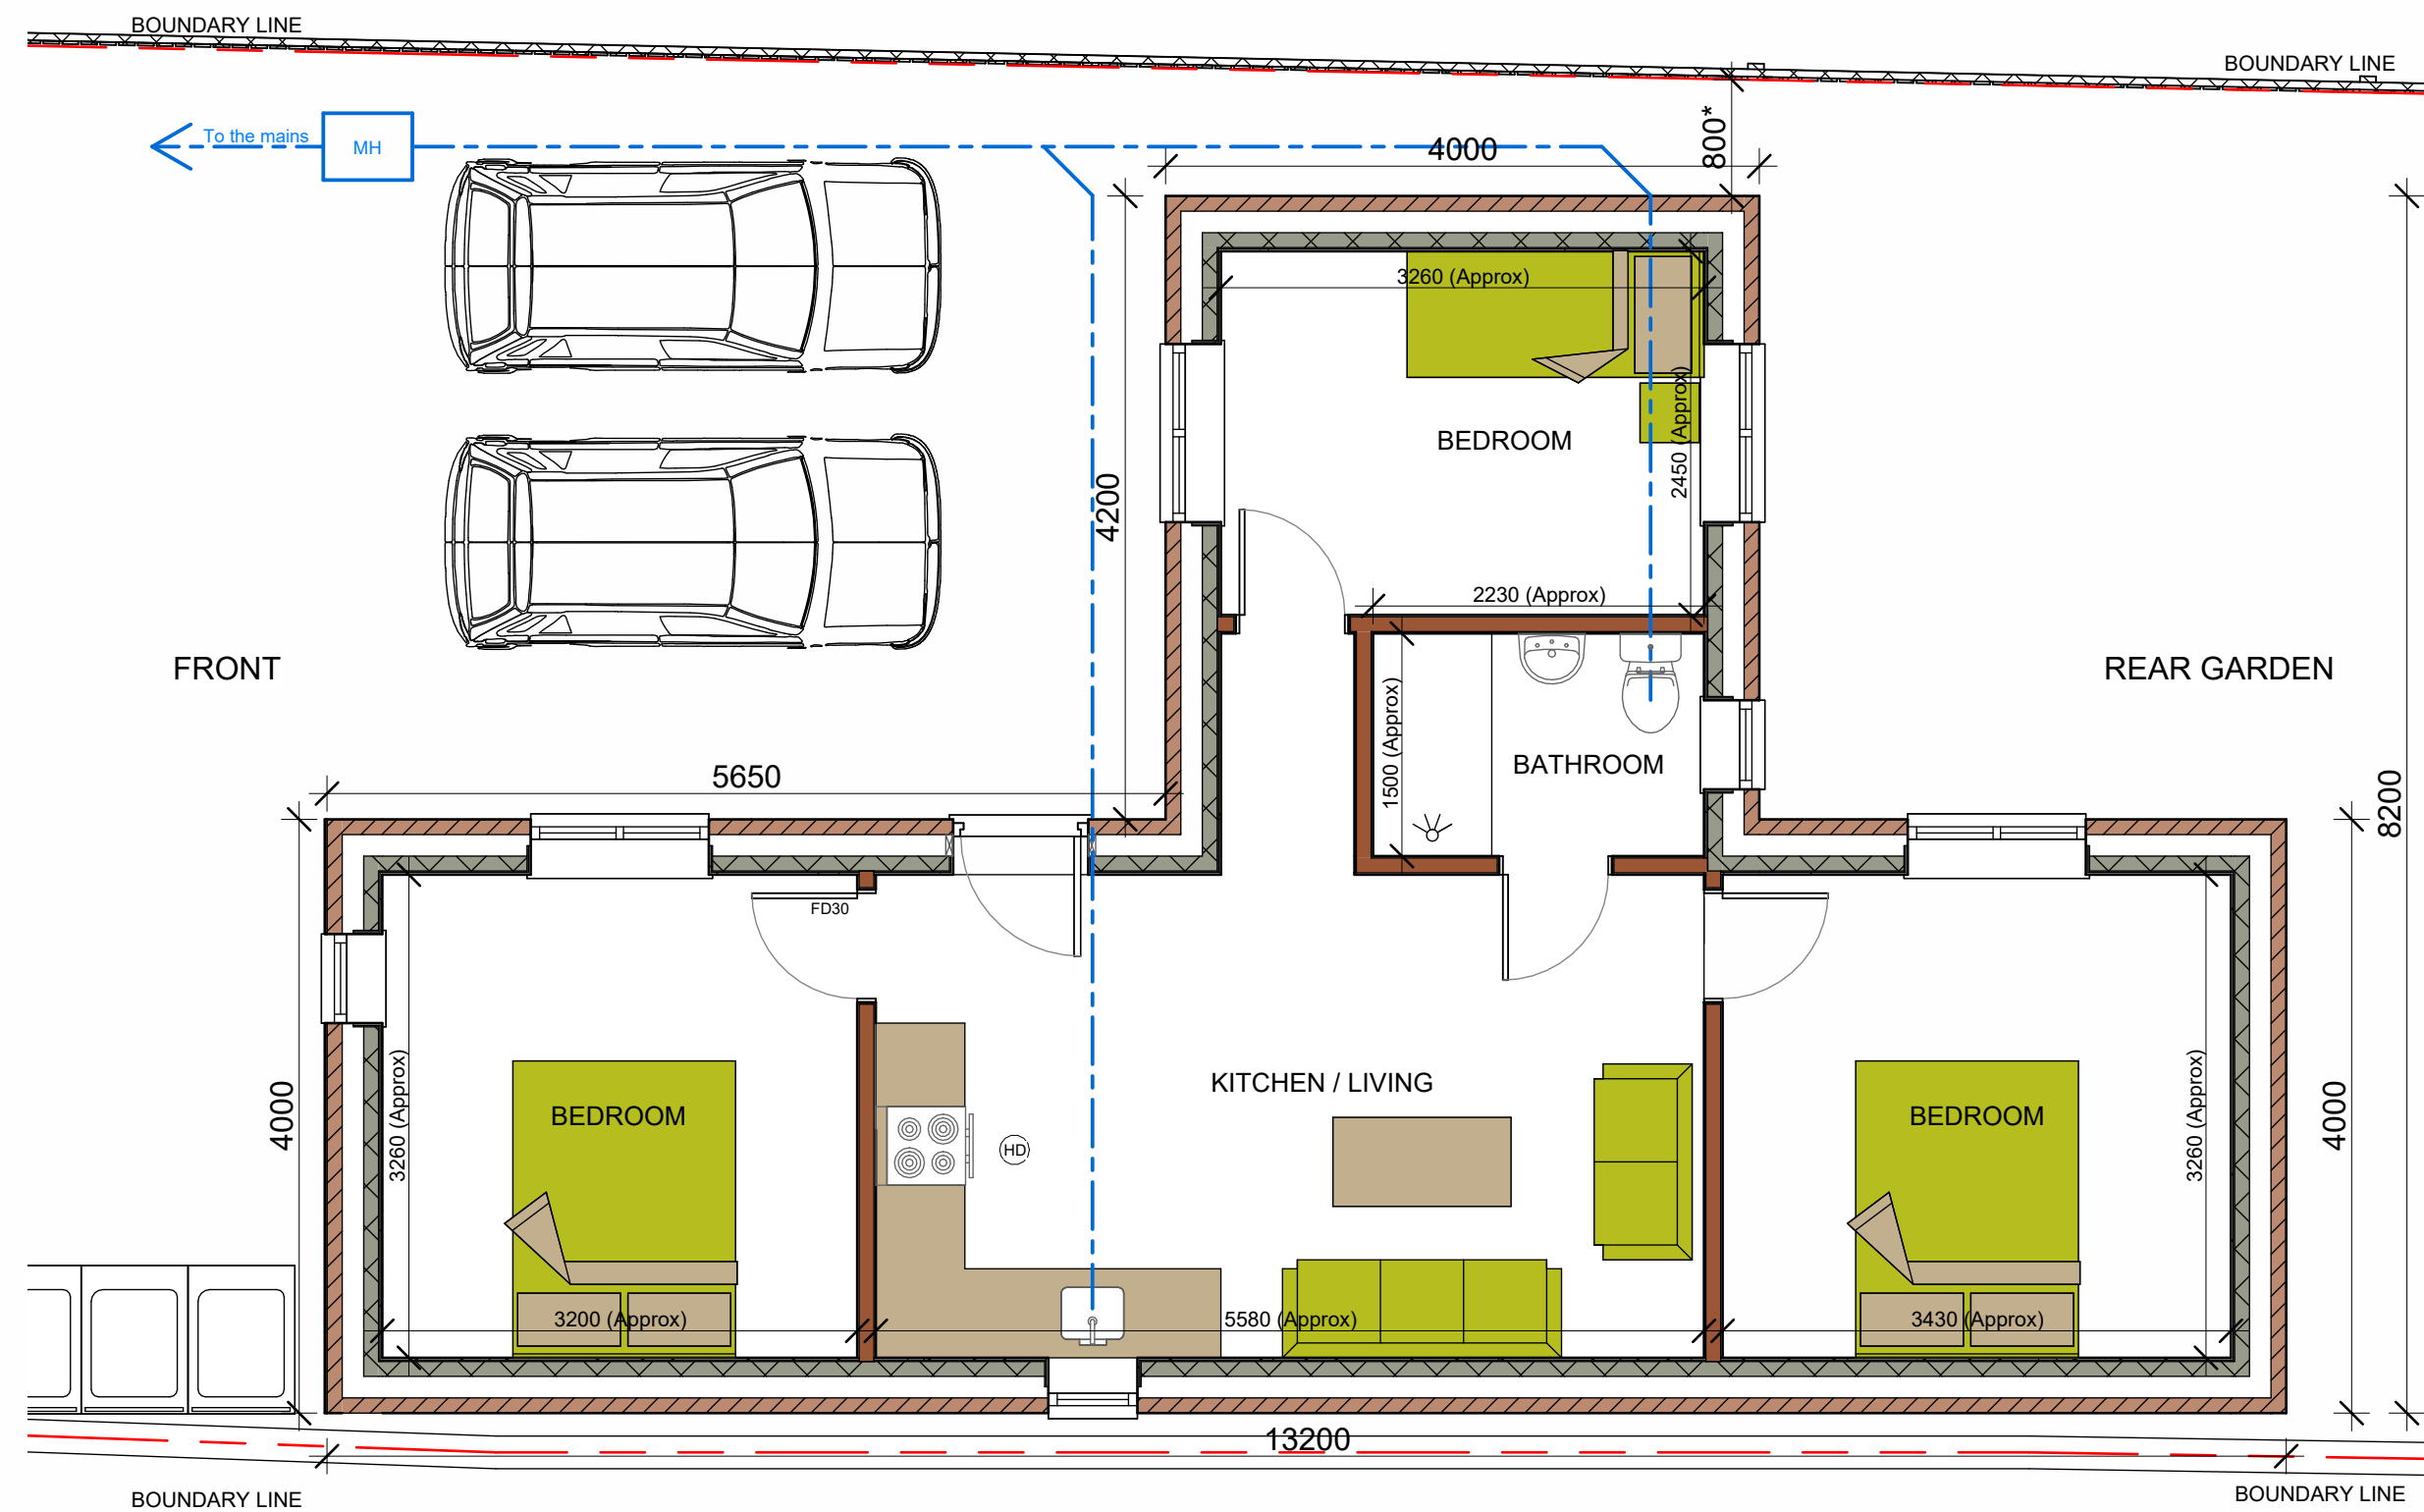 BOUNDARY LINE
BOUNDARY LINE
To the mains
MH
4000
800*
3260 (Approx)
BEDROOM
2450 (Approx)
4200
2230 (Approx)
FRONT
REAR GARDEN
1500 (Approx)
BATHROOM
5650
8200
FD30
KITCHEN / LIVING
BEDROOM
BEDROOM
4000
3260 (Approx)
HD
3260 (Approx)
4000
3200 (Approx)
5580 (Approx)
3430 (Approx)
13200
BOUNDARY LINE
BOUNDARY LINE